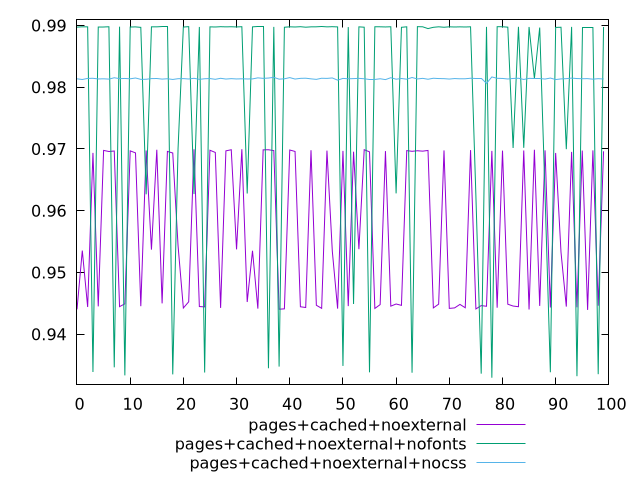 0.99
0.98
0.97
0.96
0.95
0.94
0 10 20 30 40 50 60 70 80 90 100
pages+cached+noexternal
pages+cached+noexternal+nofonts
pages+cached+noexternal+nocss